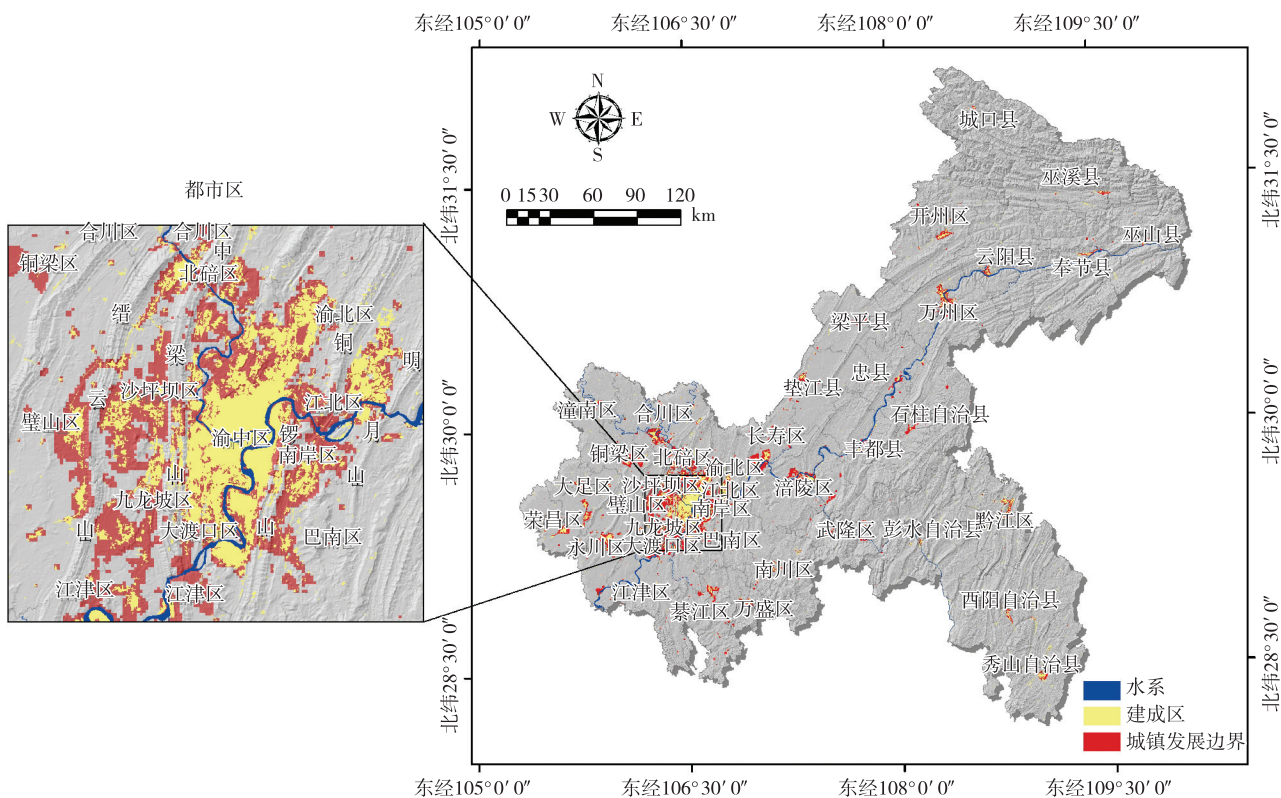 东经105°0′0″ 东经106°30′0″ 东经108°0′0″ 东经109°30′0″
N
W E
S
0 15 30 60 90 120
km
北纬31°30′0″
北纬30°0′0″
北纬28°30′0″
北纬31°30′0″
北纬30°0′0″
北纬28°30′0″
都市区
合川区 合川区
中
铜梁区
北碚区
缙
渝北区
铜
梁
明
云
沙坪坝区
江北区
璧山区
渝中区
锣
月
南岸区
山
山
九龙坡区
山
大渡口区
山
巴南区
江津区
江津区
城口县
巫溪县
开州区
巫山县
云阳县
奉节县
万州区
梁平县
忠县
垫江县
石柱自治县
潼南区
合川区
长寿区
丰都县
铜梁区
北碚区
渝北区
大足区
沙坪坝区
江北区
涪陵区
璧山区
南岸区
荣昌区
九龙坡区
武隆区
彭水自治县
黔江区
永川区
大渡口区
巴南区
南川区
江津区
綦江区
万盛区
酉阳自治县
秀山自治县
水系
建成区
城镇发展边界
东经105°0′0″ 东经106°30′0″ 东经108°0′0″ 东经109°30′0″